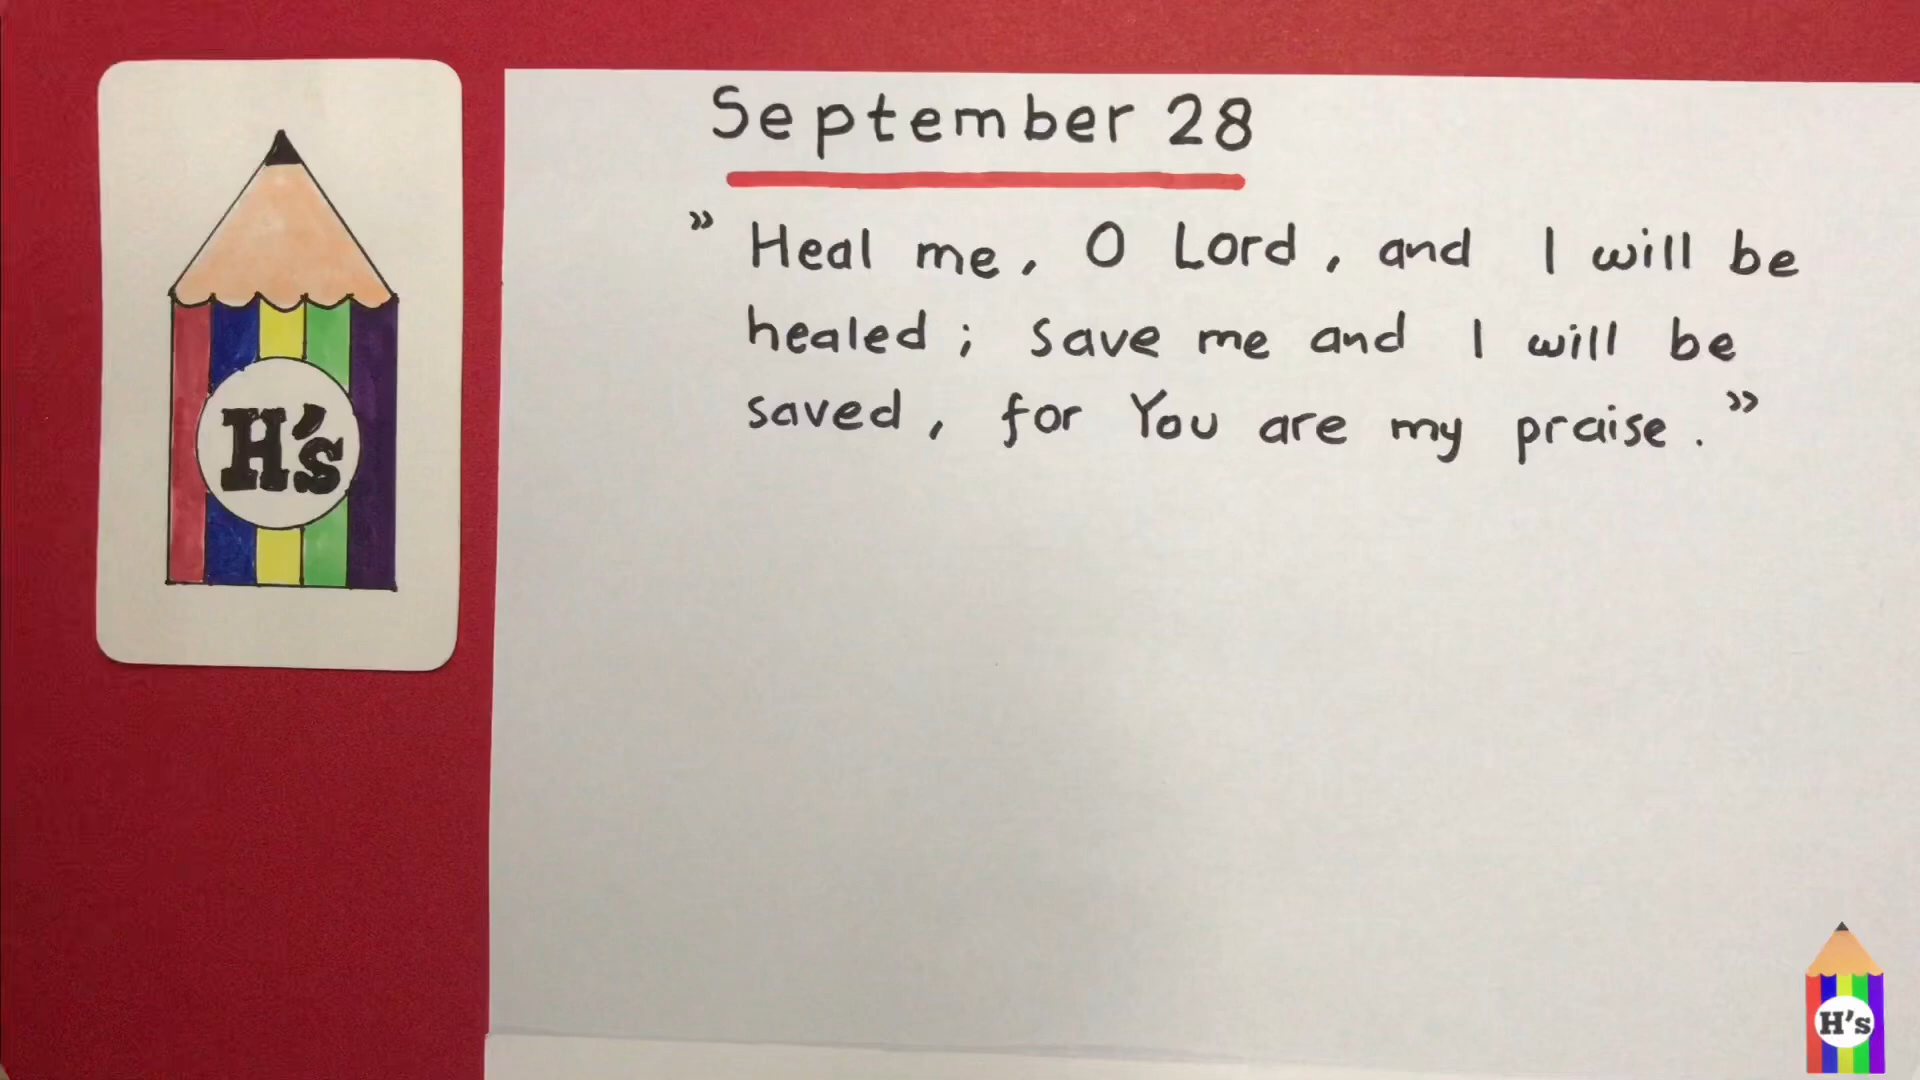 September 28
” Heal me, O Lord, and I will be
healed; save me and I will be
saved, for You are my praise.”
H's
H's